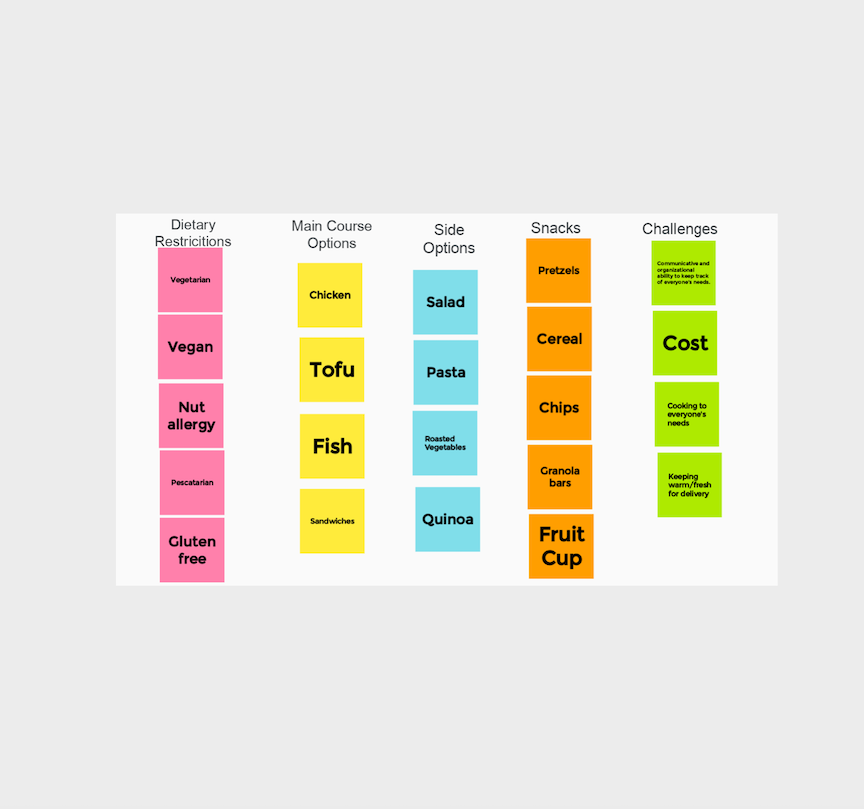 Dietary
Restricitions
Vegetarian
Vegan
Nut
allergy
Pescatarian
Gluten
free
Main Course
Options
Chicken
Tofu
Fish
Sandwiches
Side
Options
Salad
Pasta
Roasted
Vegetables
Quinoa
Snacks
Pretzels
Cereal
Chips
Granola
bars
Fruit
Cup
Challenges
Communicative and
organizational
ability to keep track
of everyone's needs.
Cost
Cooking to
everyone's
needs
Keeping
warm/fresh
for delivery